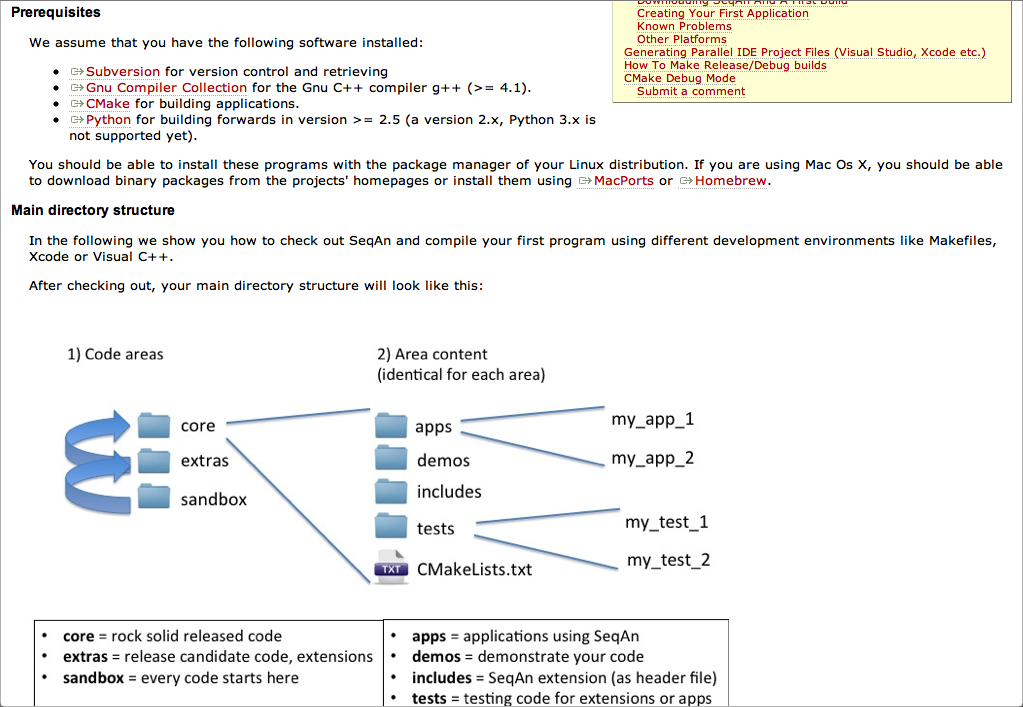 Prerequisites
Downloading SeqAn And A First Build
Creating Your First Application
Known Problems
Other Platforms
Generating Parallel IDE Project Files (Visual Studio, Xcode etc.)
How To Make Release/Debug builds
CMake Debug Mode
Submit a comment
We assume that you have the following software installed:
• Subversion for version control and retrieving
• Gnu Compiler Collection for the Gnu C++ compiler g++ (>= 4.1).
• CMake for building applications.
• Python for building forwards in version >= 2.5 (a version 2.x, Python 3.x is
not supported yet).
You should be able to install these programs with the package manager of your Linux distribution. If you are using Mac Os X, you should be able
to download binary packages from the projects' homepages or install them using MacPorts or Homebrew.
Main directory structure
In the following we show you how to check out SeqAn and compile your first program using different development environments like Makefiles,
Xcode or Visual C++.
After checking out, your main directory structure will look like this:
1) Code areas
core
extras
sandbox
2) Area content
(identical for each area)
apps
demos
includes
tests
TXT CMakeLists.txt
my_app_1
my_app_2
my_test_1
my_test_2
• core = rock solid released code
• extras = release candidate code, extensions
• sandbox = every code starts here
• apps = applications using SeqAn
• demos = demonstrate your code
• includes = SeqAn extension (as header file)
• tests = testing code for extensions or apps